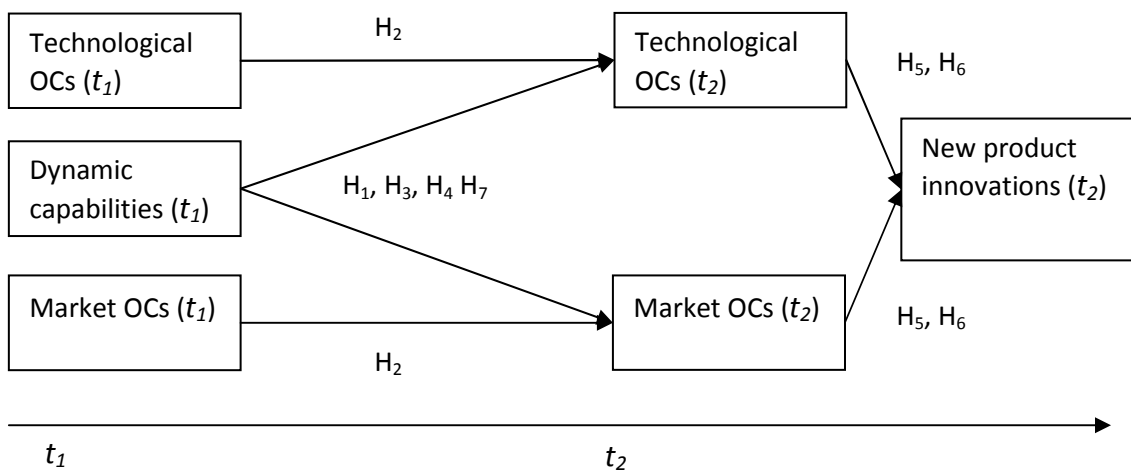 Technological
OCs (t₁)
H₂
Technological
OCs (t₂)
H₅, H₆
Dynamic
capabilities (t₁)
H₁, H₃, H₄ H₇
New product
innovations (t₂)
Market OCs (t₁)
H₂
Market OCs (t₂)
H₅, H₆
t₁
t₂